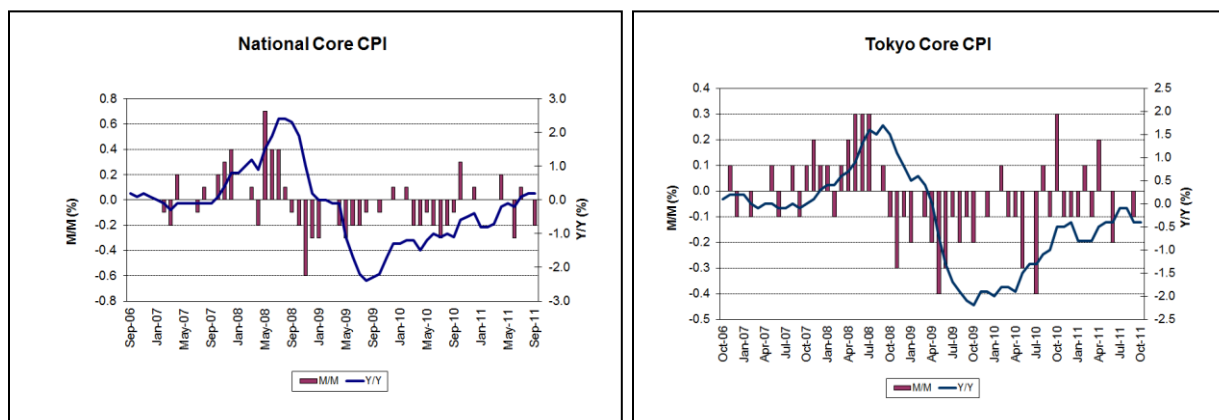 National Core CPI
M/M (%)
0.8
0.6
0.4
0.2
0.0
-0.2
-0.4
-0.6
-0.8
3.0
2.0
1.0
0.0
-1.0
-2.0
-3.0
Y/Y (%)
Sep-06
Jan-07
May-07
Sep-07
Jan-08
May-08
Sep-08
Jan-09
May-09
Sep-09
Jan-10
May-10
Sep-10
Jan-11
May-11
Sep-11
M/M Y/Y
Tokyo Core CPI
M/M (%)
0.4
0.3
0.2
0.1
0.0
-0.1
-0.2
-0.3
-0.4
-0.5
2.5
2.0
1.5
1.0
0.5
0.0
-0.5
-1.0
-1.5
-2.0
-2.5
Y/Y (%)
Oct-06
Jan-07
Apr-07
Jul-07
Oct-07
Jan-08
Apr-08
Jul-08
Oct-08
Jan-09
Apr-09
Jul-09
Oct-09
Jan-10
Apr-10
Jul-10
Oct-10
Jan-11
Apr-11
Jul-11
Oct-11
M/M Y/Y